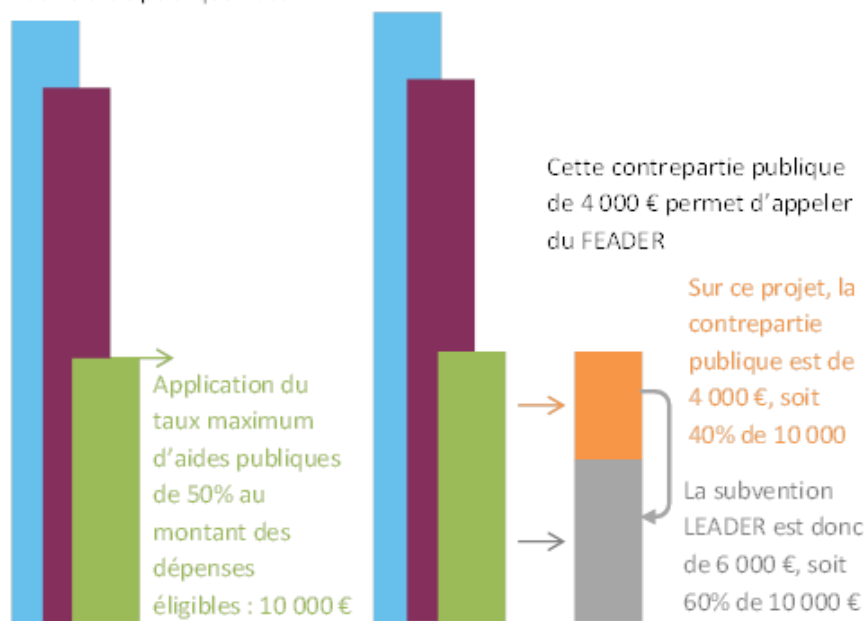 Cette contrepartie publique
de 4 000 € permet d'appeler
du FEADER
Sur ce projet, la
contrepartie
publique est de
4 000 €, soit
40% de 10 000
Application du
taux maximum
d'aides publiques
de 50% au
montant des
dépenses
éligibles : 10 000 €
La subvention
LEADER est donc
de 6 000 €, soit
60% de 10 000 €